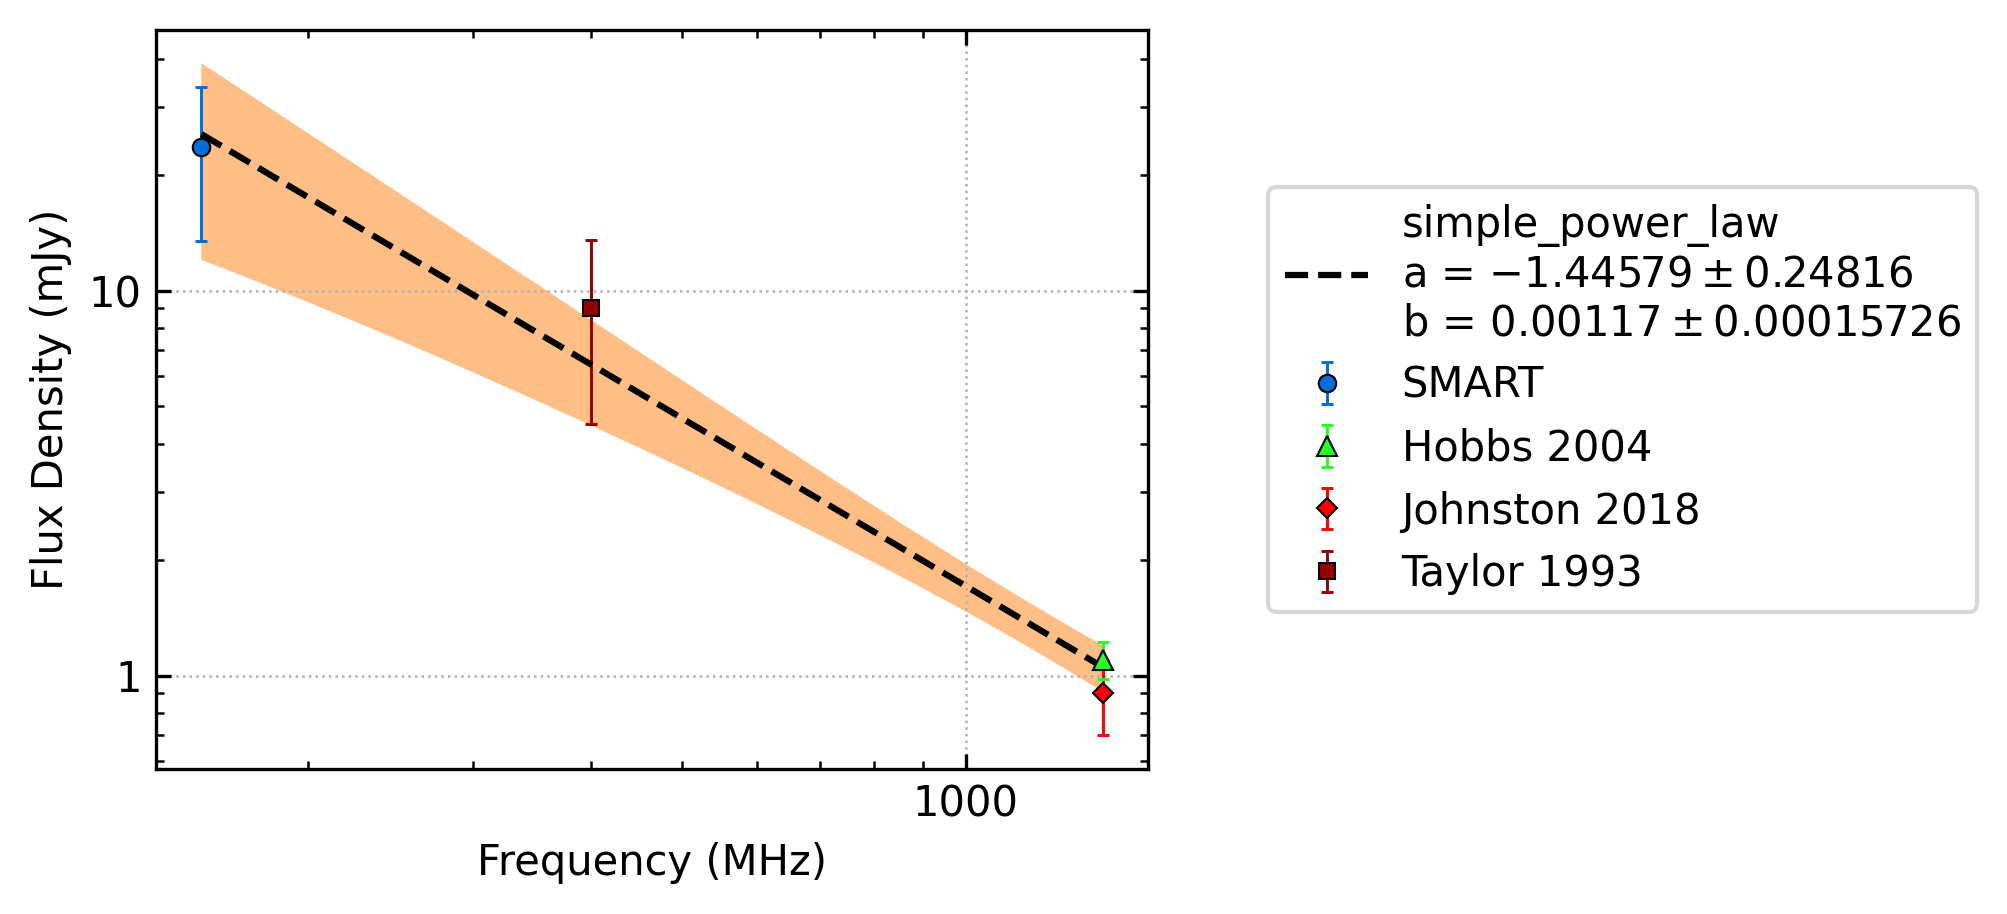 10
1
1000
Flux Density (mJy)
Frequency (MHz)
simple_power_law
a = −1.44579 ± 0.24816
b = 0.00117 ± 0.00015726
SMART
Hobbs 2004
Johnston 2018
Taylor 1993